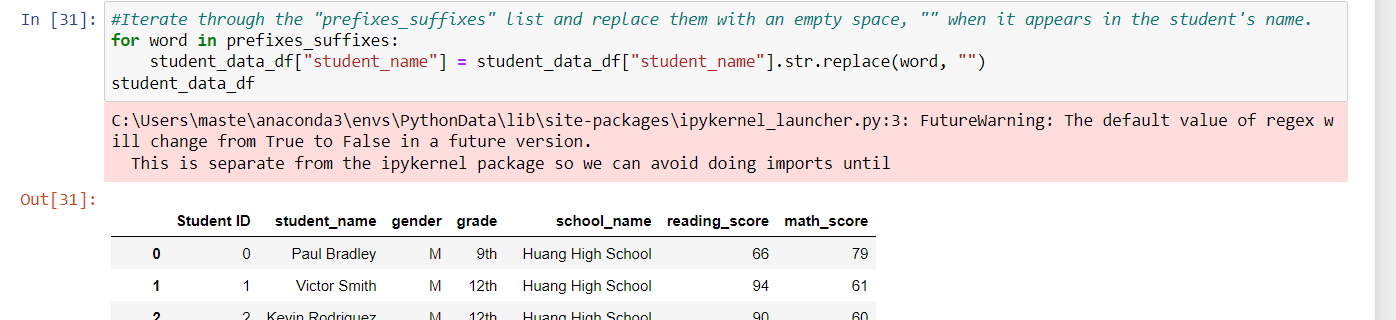 In [31]: #Iterate through the "prefixes_suffixes" list and replace them with an empty space, "" when it appears in the student's name.
for word in prefixes_suffixes:
    student_data_df["student_name"] = student_data_df["student_name"].str.replace(word, "")
student_data_df
C:\Users\maste\anaconda3\envs\PythonData\lib\site-packages\ipykernel_launcher.py:3: FutureWarning: The default value of regex w
ill change from True to False in a future version.
  This is separate from the ipykernel package so we can avoid doing imports until
Out[31]:
Student ID student_name gender grade school_name reading_score math_score
0 0 Paul Bradley M 9th Huang High School 66 79
1 1 Victor Smith M 12th Huang High School 94 61
2 2 Kevin Rodriguez M 12th Huang High School 90 60